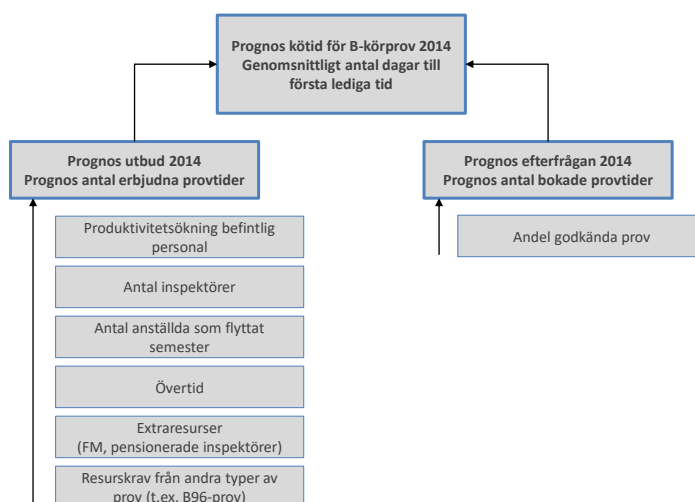 Prognos kötid för B-körprov 2014
Genomsnittligt antal dagar till
första lediga tid
Prognos utbud 2014
Prognos antal erbjudna provtider
Prognos efterfrågan 2014
Prognos antal bokade provtider
Produktivitetsökning befintlig
personal
Andel godkända prov
Antal inspektörer
Antal anställda som flyttat
semester
Övertid
Extraresurser
(FM, pensionerade inspektörer)
Resurskrav från andra typer av
prov (t.ex. B96-prov)